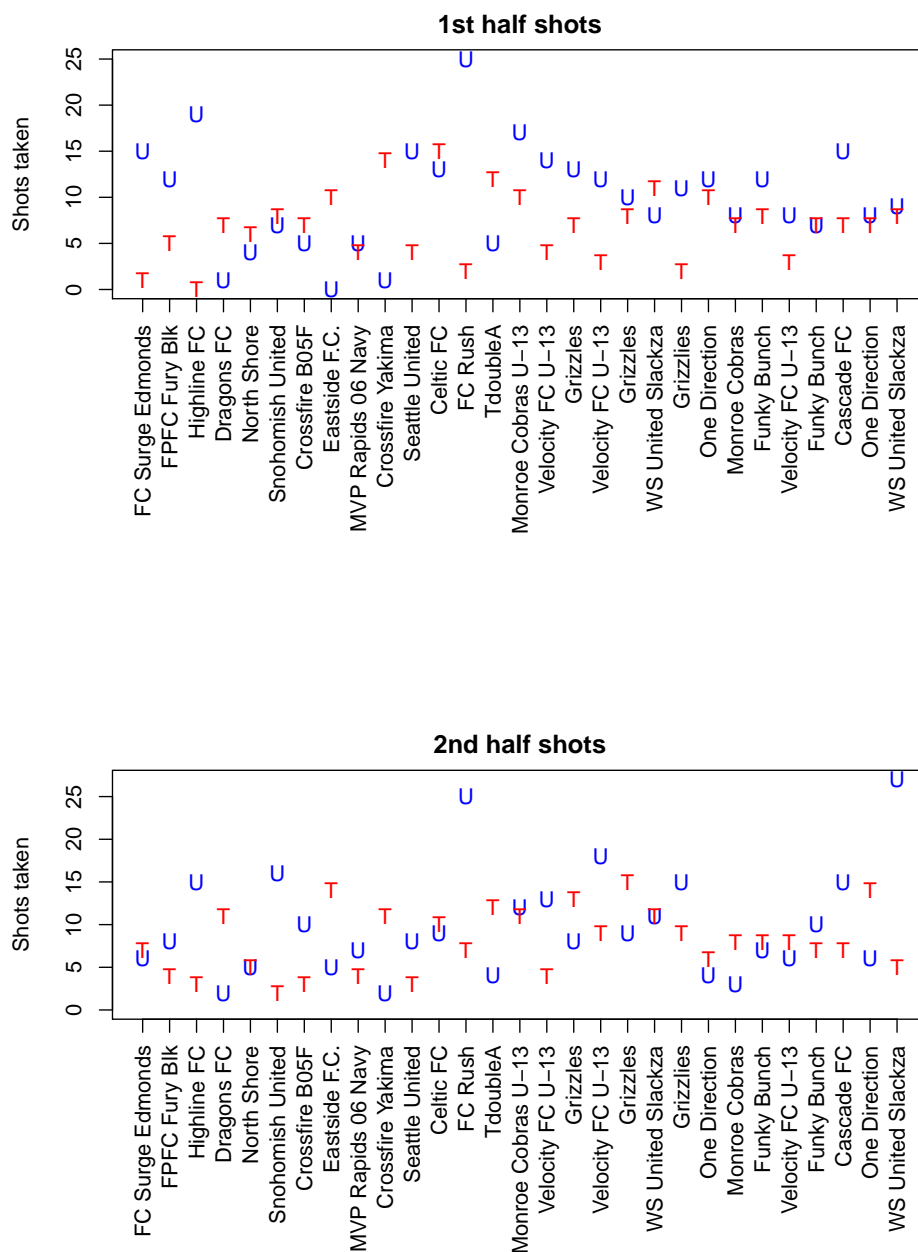 1st half shots
Shots taken
0 5 10 15 20 25
U U U U U U U U U U U U U U U U U U U U U U U U U U U U U
T T T T T T T T T T T T T T T T T T T T T T T T T T T T T
FC Surge Edmonds
FPFC Fury Blk
Highline FC
Dragons FC
North Shore
Snohomish United
Crossfire B05F
Eastside F.C.
MVP Rapids 06 Navy
Crossfire Yakima
Seattle United
Celtic FC
FC Rush
TdoubleA
Monroe Cobras U−13
Velocity FC U−13
Grizzles
Velocity FC U−13
Grizzles
WS United Slackza
Grizzlies
One Direction
Monroe Cobras
Funky Bunch
Velocity FC U−13
Funky Bunch
Cascade FC
One Direction
WS United Slackza
2nd half shots
Shots taken
0 5 10 15 20 25
U U U U U U U U U U U U U U U U U U U U U U U U U U U U U
T T T T T T T T T T T T T T T T T T T T T T T T T T T T T
FC Surge Edmonds
FPFC Fury Blk
Highline FC
Dragons FC
North Shore
Snohomish United
Crossfire B05F
Eastside F.C.
MVP Rapids 06 Navy
Crossfire Yakima
Seattle United
Celtic FC
FC Rush
TdoubleA
Monroe Cobras U−13
Velocity FC U−13
Grizzles
Velocity FC U−13
Grizzles
WS United Slackza
Grizzlies
One Direction
Monroe Cobras
Funky Bunch
Velocity FC U−13
Funky Bunch
Cascade FC
One Direction
WS United Slackza